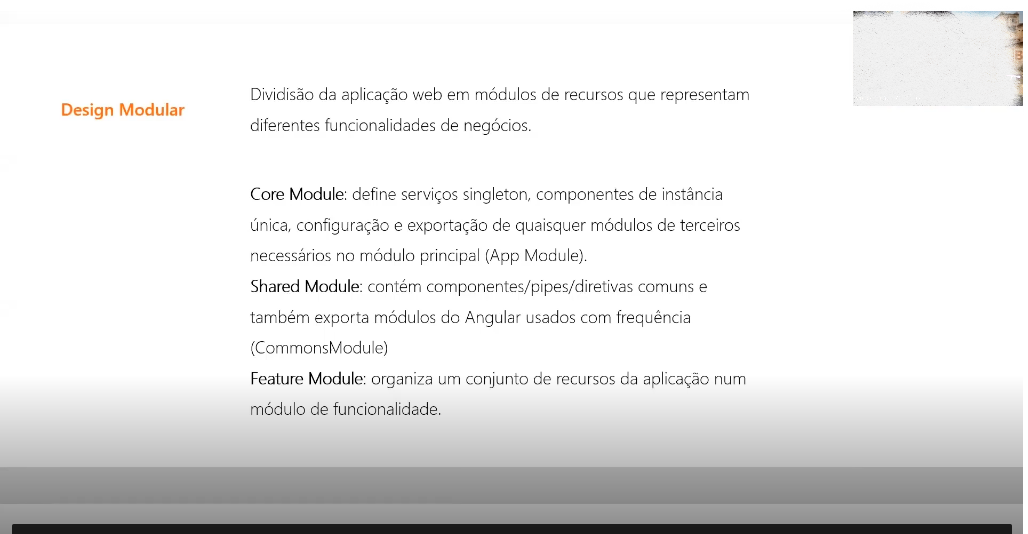 Design Modular
Dividisão da aplicação web em módulos de recursos que representam
diferentes funcionalidades de negócios.
Core Module: define serviços singleton, componentes de instância
única, configuração e exportação de quaisquer módulos de terceiros
necessários no módulo principal (App Module).
Shared Module: contém componentes/pipes/diretivas comuns e
também exporta módulos do Angular usados com frequência
(CommonsModule)
Feature Module: organiza um conjunto de recursos da aplicação num
módulo de funcionalidade.